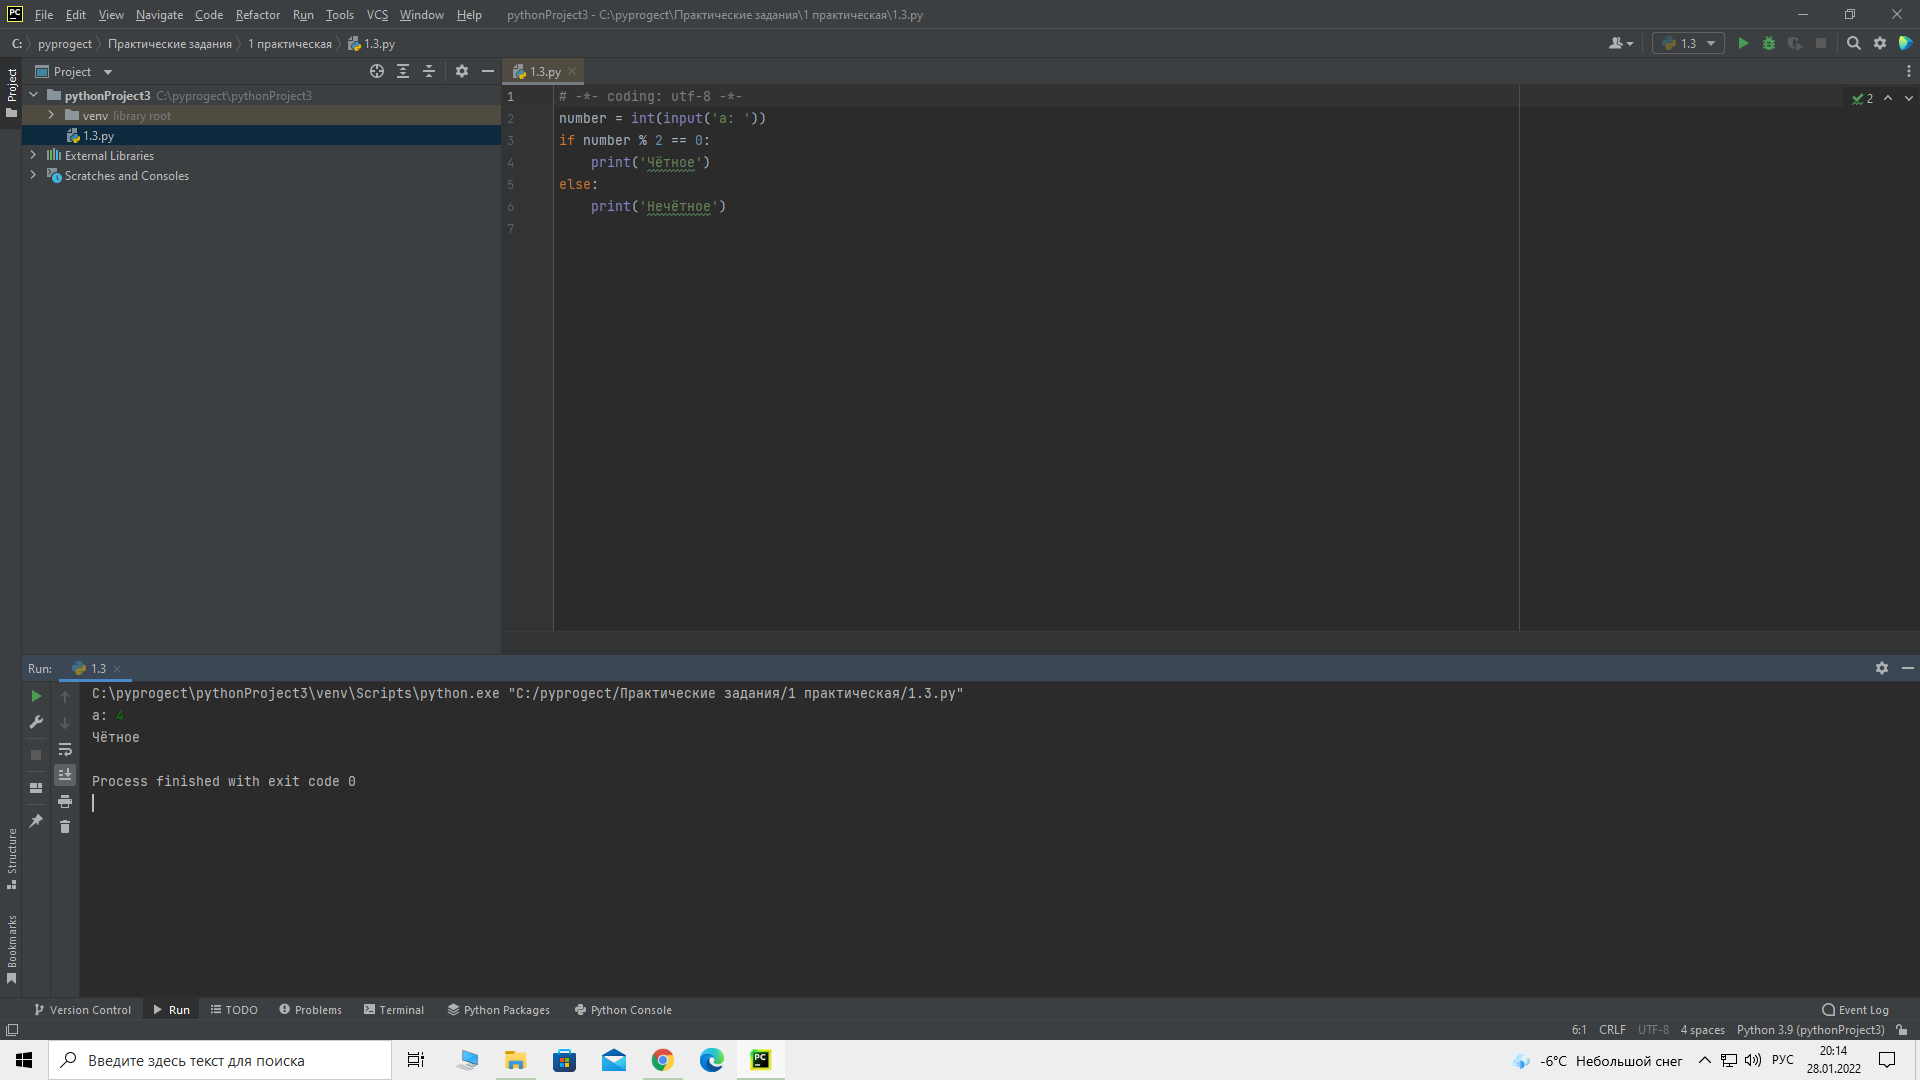 PC File Edit View Navigate Code Refactor Run Tools VCS Window Help pythonProject3 - C:\pyprogect\Практические задания\1 практическая\1.3.py
C: pyprogect Практические задания 1 практическая 1.3.py 1.3
Project Project 1.3.py
pythonProject3 C:\pyprogect\pythonProject3
venv library root
1.3.py
External Libraries
Scratches and Consoles
1 # -*- coding: utf-8 -*- 2
2 number = int(input('a: '))
3 if number % 2 == 0:
4 print('Чётное')
5 else:
6 print('Нечётное')
7
Run: 1.3
C:\pyprogect\pythonProject3\venv\Scripts\python.exe "C:/pyprogect/Практические задания/1 практическая/1.3.py"
a: 4
Чётное
Process finished with exit code 0
Structure
Bookmarks
Version Control Run TODO Problems Terminal Python Packages Python Console Event Log
6:1 CRLF UTF-8 4 spaces Python 3.9 (pythonProject3)
Введите здесь текст для поиска PC -6°C Небольшой снег РУС 20:14
28.01.2022